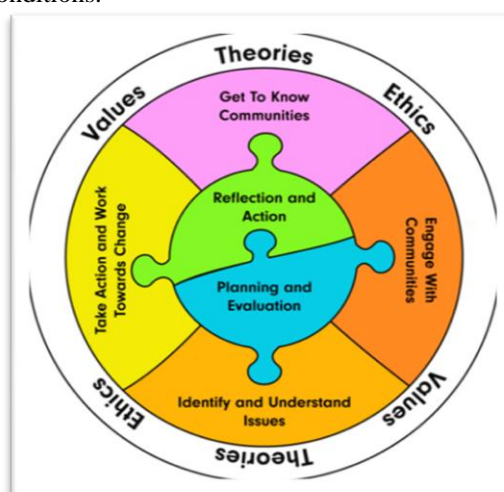 onditions.
Theories
Values
Ethics
Get To Know
Communities
Reflection and
Action
Take Action and Work
Towards Change
Engage With
Communities
Planning and
Evaluation
Identify and Understand
Issues
Ethics
Values
Theories